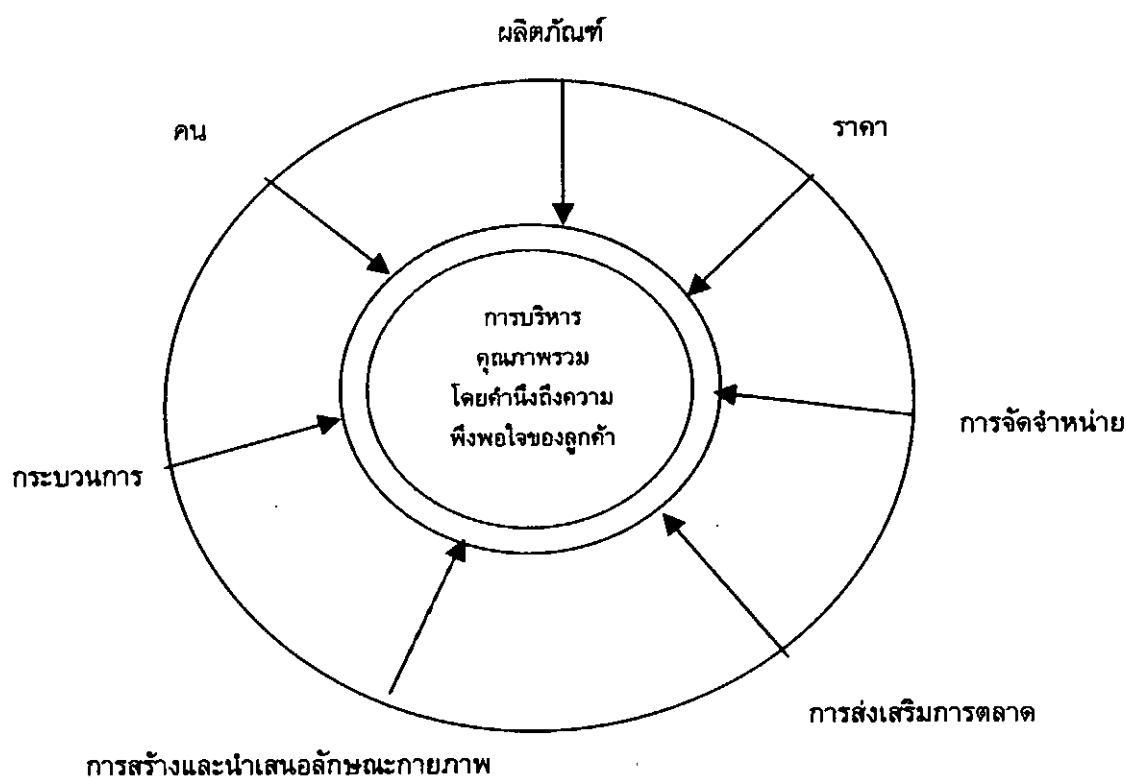 ผลิตภัณฑ์
คน
ราคา
การบริหาร
คุณภาพรวม
โดยคำนึงถึงความ
พึงพอใจของลูกค้า
การจัดจำหน่าย
กระบวนการ
การส่งเสริมการตลาด
การสร้างและนำเสนอลักษณะกายภาพ